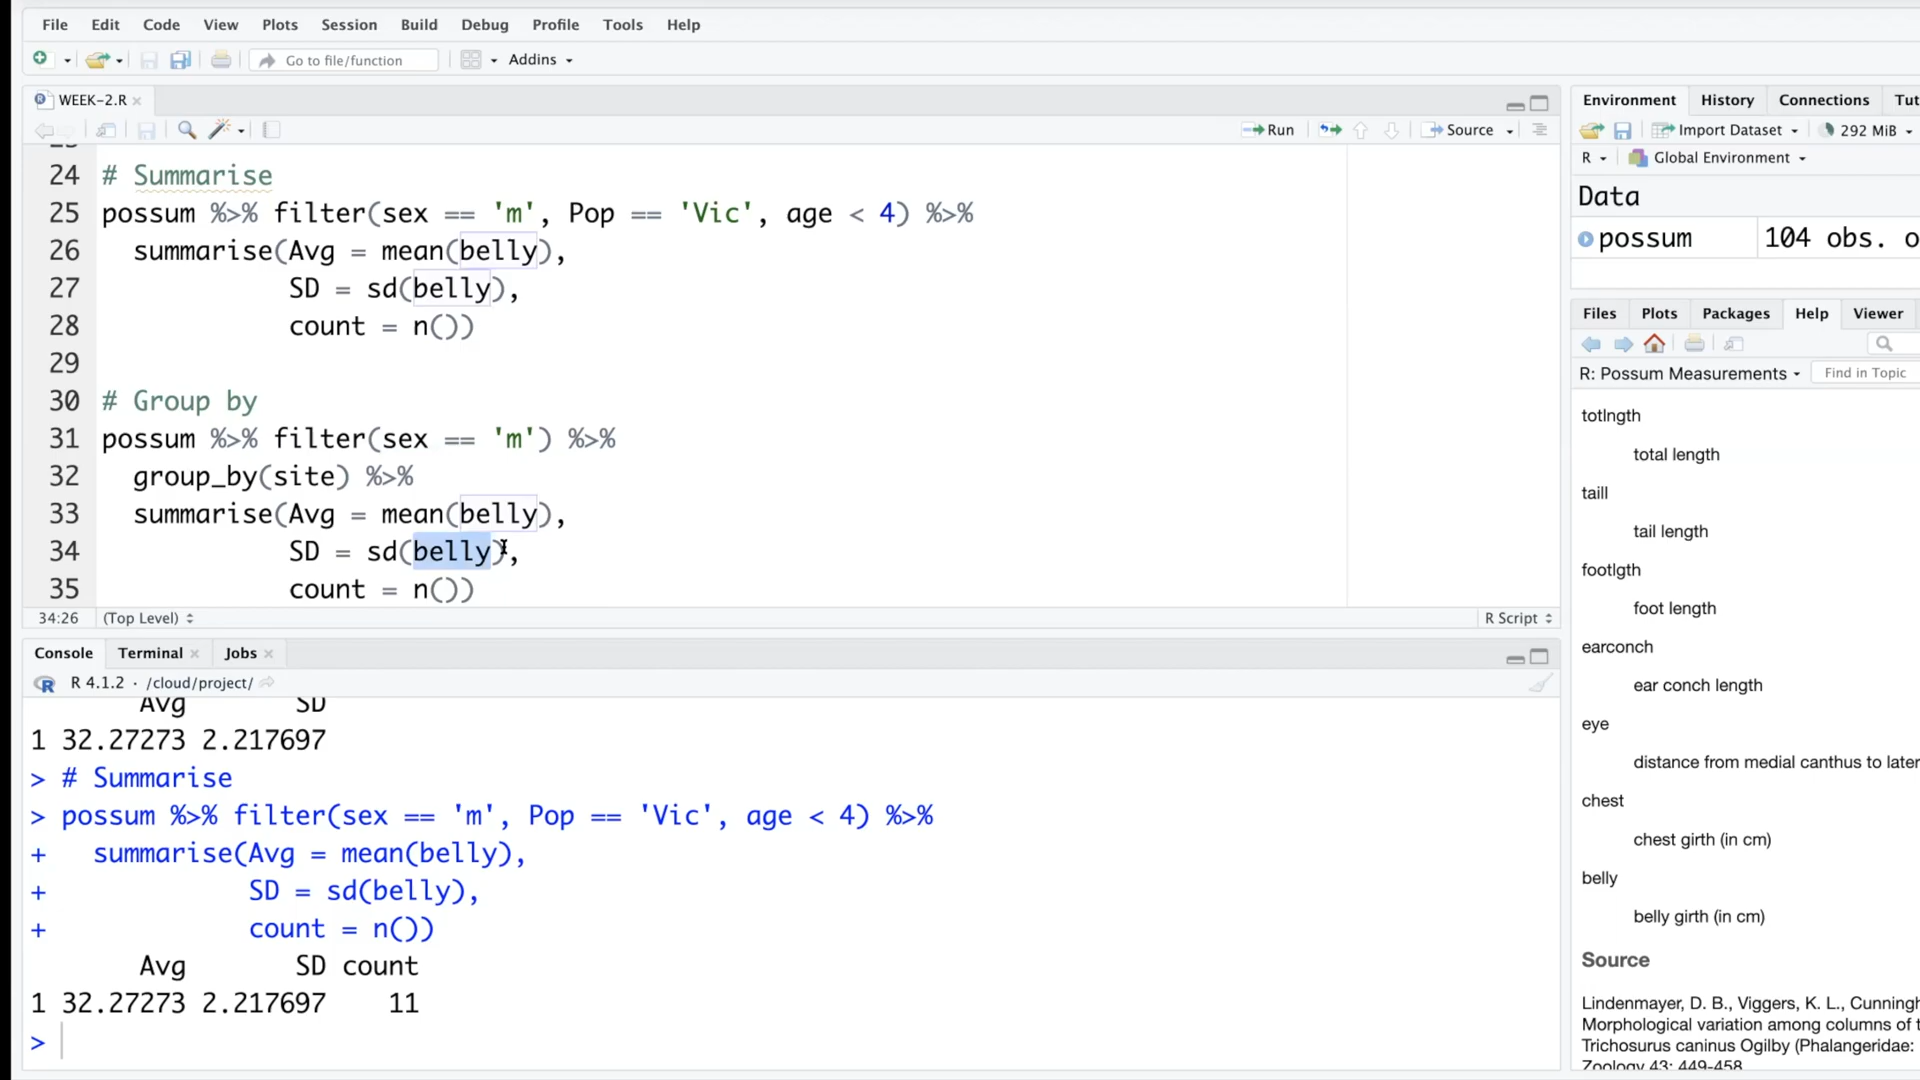 File Edit Code View Plots Session Build Debug Profile Tools Help
Go to file/function Addins
WEEK-2.R
Run Source
24 # Summarise
25 possum %>% filter(sex == 'm', Pop == 'Vic', age < 4) %>%
26 summarise(Avg = mean(belly),
27 SD = sd(belly),
28 count = n())
29
30 # Group by
31 possum %>% filter(sex == 'm') %>%
32 group_by(site) %>%
33 summarise(Avg = mean(belly),
34 SD = sd(belly),
35 count = n())
34:26 (Top Level) R Script
Console Terminal Jobs
R 4.1.2 · /cloud/project/
Avg SD
1 32.27273 2.217697
> # Summarise
> possum %>% filter(sex == 'm', Pop == 'Vic', age < 4) %>%
+ summarise(Avg = mean(belly),
+ SD = sd(belly),
+ count = n())
Avg SD count
1 32.27273 2.217697 11
>
Environment History Connections Tut
Import Dataset 292 MiB
R Global Environment
Data
possum 104 obs. o
Files Plots Packages Help Viewer
R: Possum Measurements Find in Topic
totlngth
total length
taill
tail length
footlgth
foot length
earconch
ear conch length
eye
distance from medial canthus to later
chest
chest girth (in cm)
belly
belly girth (in cm)
Source
Lindenmayer, D. B., Viggers, K. L., Cunningh
Morphological variation among columns of t
Trichosurus caninus Ogilby (Phalangeridae:
Zoology 43: 449-458